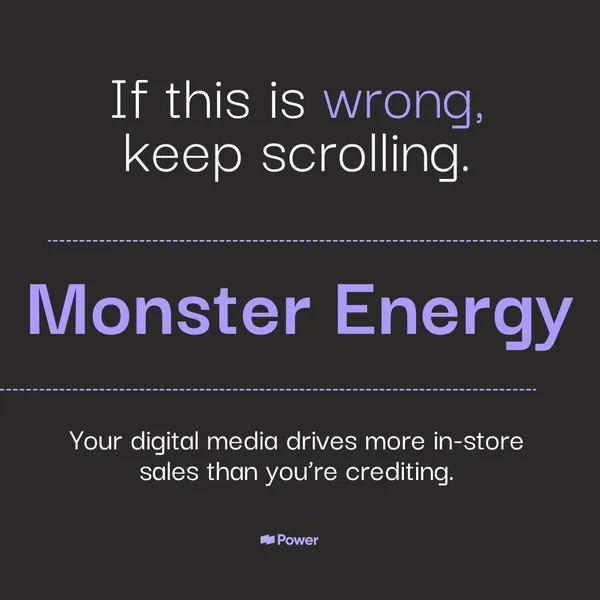 If this is wrong,
keep scrolling.
Monster Energy
Your digital media drives more in-store
sales than you’re crediting.
Power